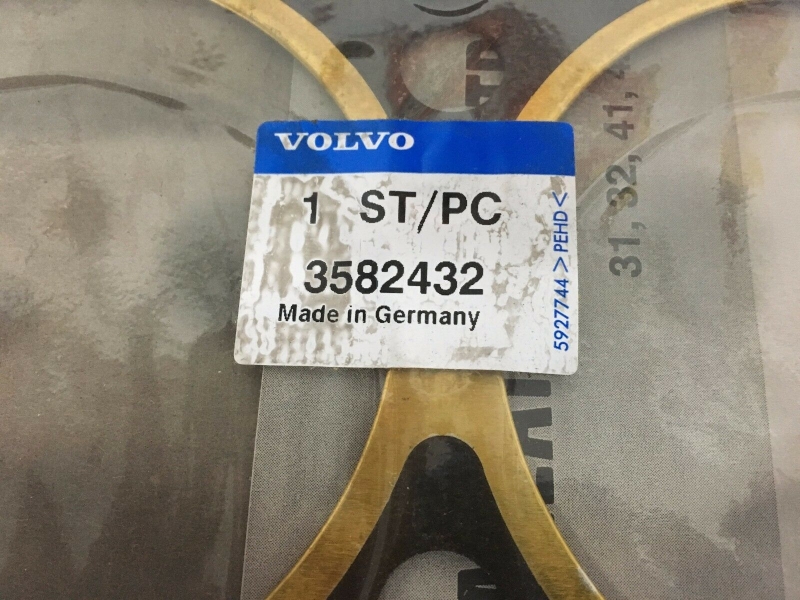 VOLVO
1 ST/PC
3582432
Made in Germany
5927744 >PEHD<
31, 32, 41,